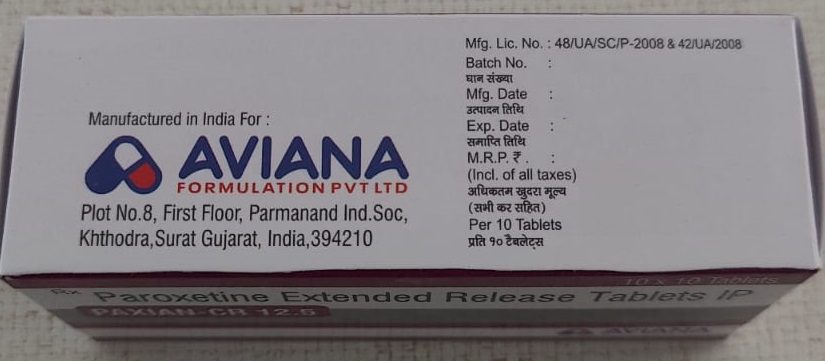 Manufactured in India For :
AVIANA
FORMULATION PVT LTD
Plot No.8, First Floor, Parmanand Ind.Soc,
Khthodra,Surat Gujarat, India,394210
Mfg. Lic. No. : 48/UA/SC/P-2008 & 42/UA/2008
Batch No. :
घान संख्या
Mfg. Date :
उत्पादन तिथि
Exp. Date :
समाप्ति तिथि
M.R.P. ₹ . :
(Incl. of all taxes)
अधिकतम खुदरा मूल्य
(सभी कर सहित)
Per 10 Tablets
प्रति १० टैबलेट्स
10 x 10 Tablets
Rx Paroxetine Extended Release Tablets IP
PAXIAN-CR 12.5
AVIANA